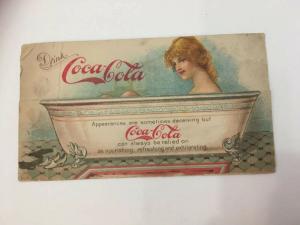 Drink
Coca-Cola
Appearances are sometimes deceiving but
Coca-Cola
can always be relied on
as nourishing, refreshing and exhilarating